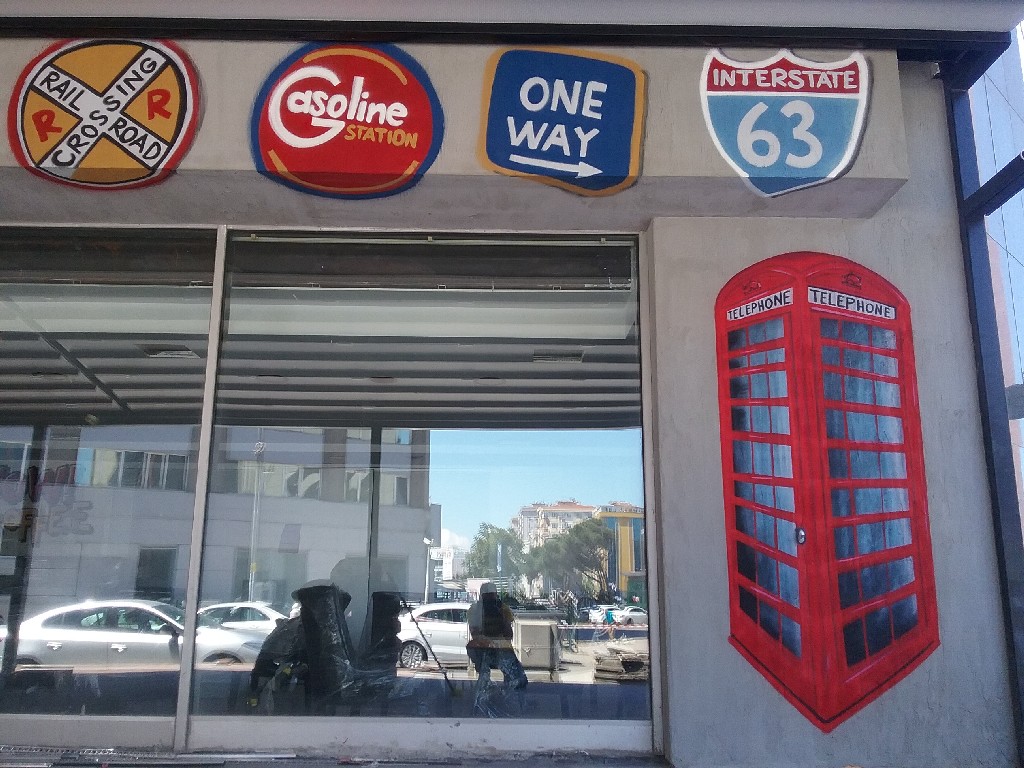 RAIL CROSSING ROAD
R R
Gasoline
STATION
ONE
WAY
INTERSTATE
63
TELEPHONE
TELEPHONE